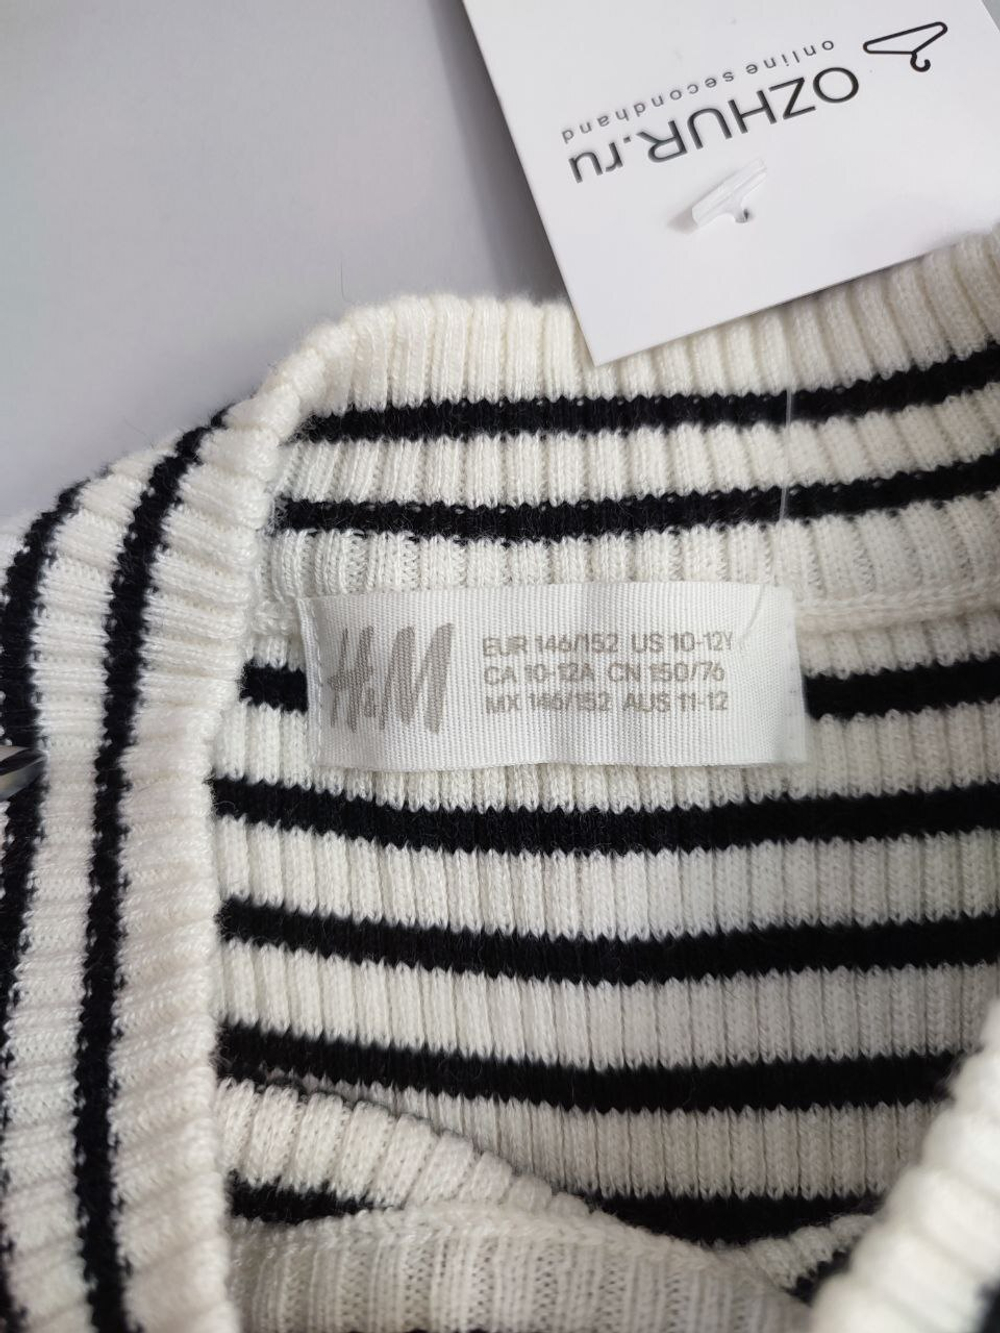 OZHUR.ru
online secondhand
H&M
EUR 146/152 US 10-12Y
CA 10-12A CN 150/76
MX 146/152 AUS 11-12